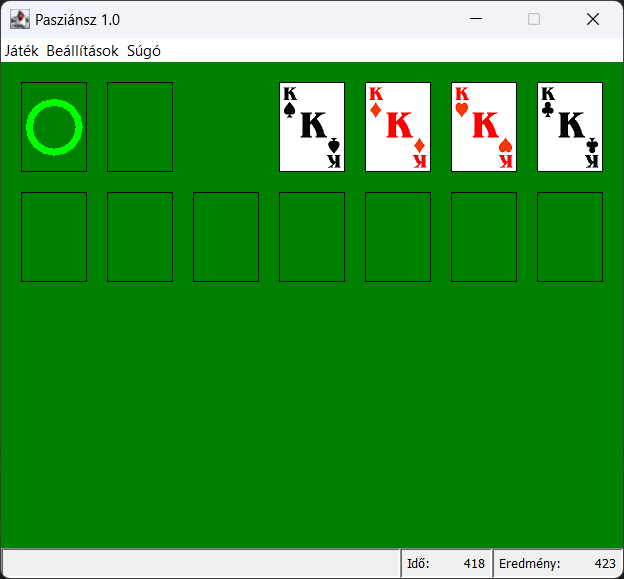 Pasziánsz 1.0
Játék Beállítások Súgó
K K K K
K K K K
K K K K
Idő: 418 Eredmény: 423